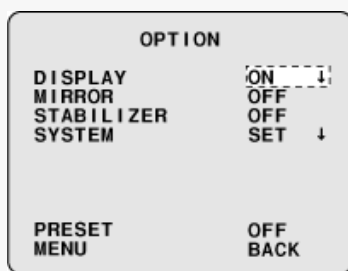 OPTION
DISPLAY ON ↓
MIRROR OFF
STABILIZER OFF
SYSTEM SET ↓
PRESET OFF
MENU BACK